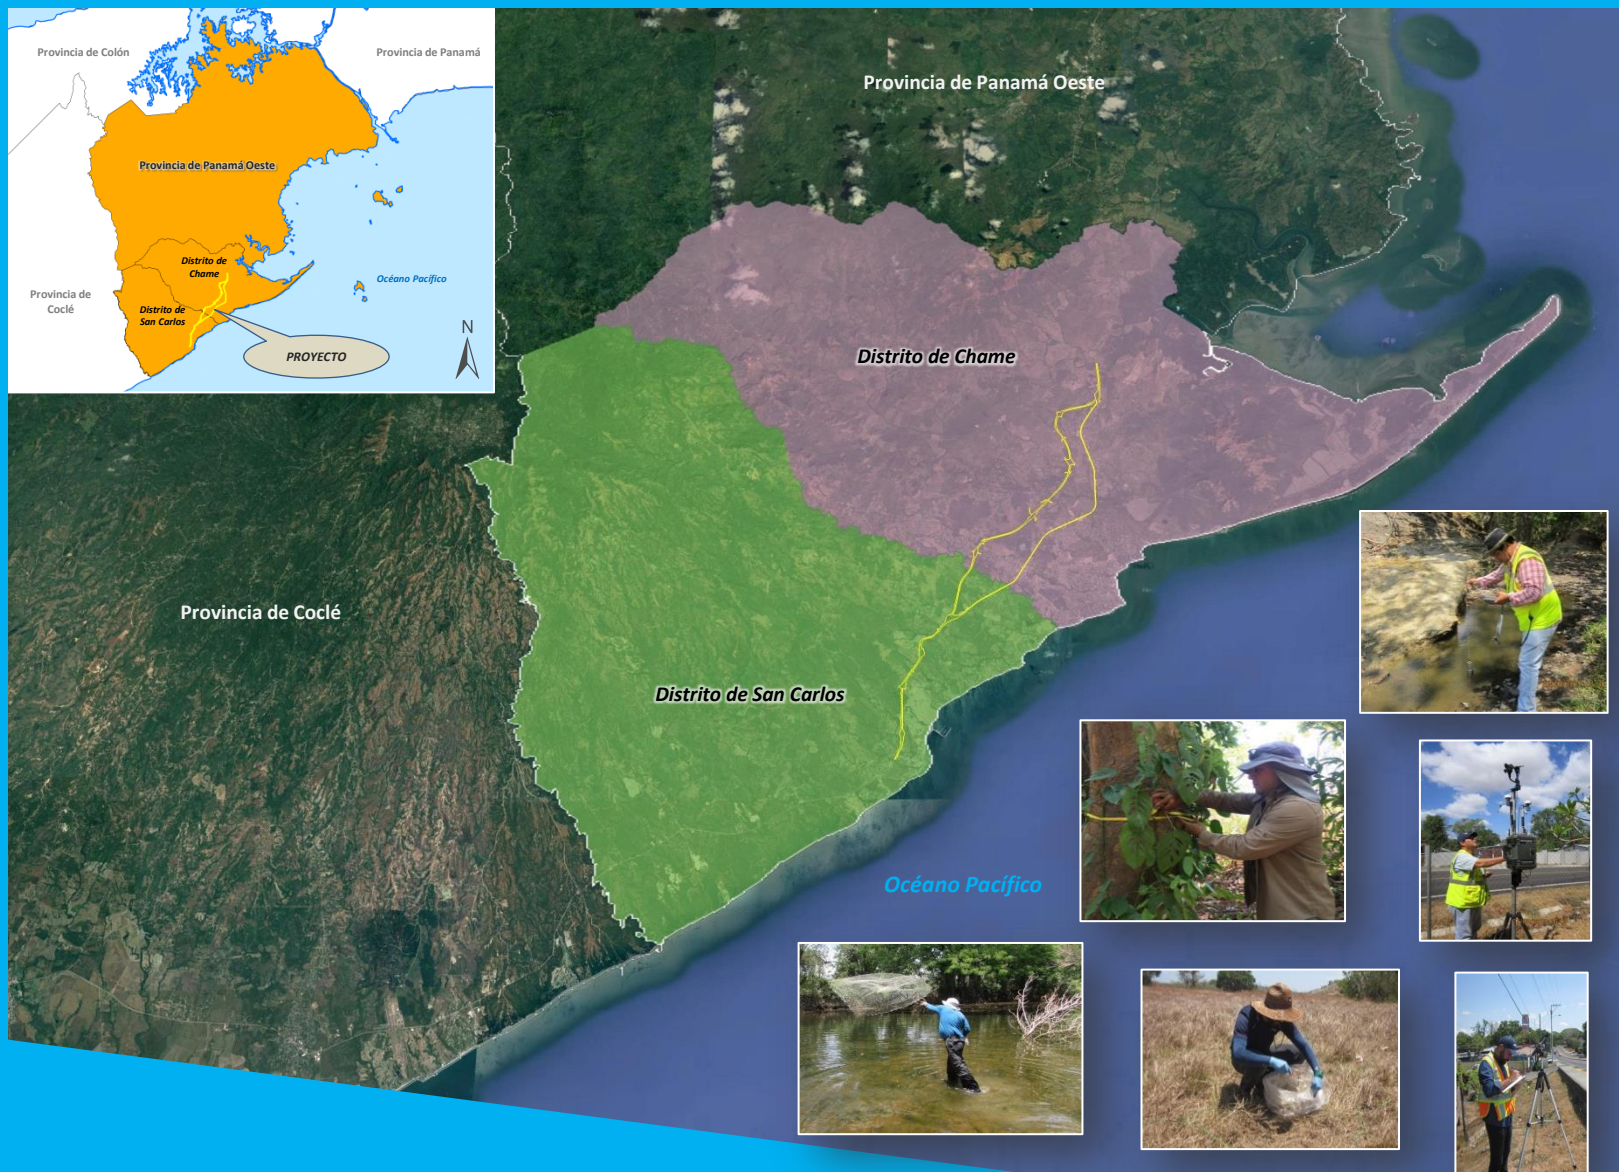 Provincia de Colón
Provincia de Panamá
Provincia de Panamá Oeste
Distrito de
Chame
Océano Pacífico
Provincia de
Coclé
Distrito de
San Carlos
N
PROYECTO
Provincia de Panamá Oeste
Distrito de Chame
Provincia de Coclé
Distrito de San Carlos
Océano Pacífico